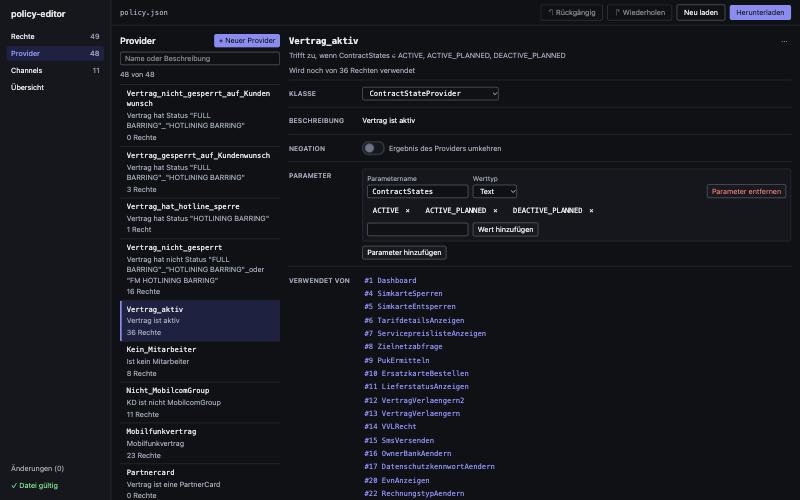 policy-editor
Rechte 49
Provider 48
Channels 11
Übersicht
Änderungen (0)
✓ Datei gültig
policy.json
Rückgängig
Wiederholen
Neu laden
Herunterladen
Provider
+ Neuer Provider
Name oder Beschreibung
48 von 48
Vertrag_nicht_gesperrt_auf_Kunden
wunsch
Vertrag hat Status "FULL
BARRING"_"HOTLINING BARRING"
0 Rechte
Vertrag_gesperrt_auf_Kundenwunsch
Vertrag hat Status "FULL
BARRING"_"HOTLINING BARRING"
3 Rechte
Vertrag_hat_hotline_sperre
Vertrag hat Status "HOTLINING BARRING"
1 Recht
Vertrag_nicht_gesperrt
Vertrag hat nicht Status "FULL
BARRING"_"HOTLINING BARRING"_oder
"FM HOTLINING BARRING"
16 Rechte
Vertrag_aktiv
Vertrag ist aktiv
36 Rechte
Kein_Mitarbeiter
Ist kein Mitarbeiter
8 Rechte
Nicht_MobilcomGroup
KD ist nicht MobilcomGroup
11 Rechte
Mobilfunkvertrag
Mobilfunkvertrag
23 Rechte
Partnercard
Vertrag ist eine PartnerCard
0 Rechte
Vertrag_aktiv
...
Trifft zu, wenn ContractStates ∈ ACTIVE, ACTIVE_PLANNED, DEACTIVE_PLANNED
Wird noch von 36 Rechten verwendet
KLASSE
ContractStateProvider
BESCHREIBUNG
Vertrag ist aktiv
NEGATION
Ergebnis des Providers umkehren
PARAMETER
Parametername Werttyp
ContractStates Text
Parameter entfernen
ACTIVE × ACTIVE_PLANNED × DEACTIVE_PLANNED ×
Wert hinzufügen
Parameter hinzufügen
VERWENDET VON
#1 Dashboard
#4 SimkarteSperren
#5 SimkarteEntsperren
#6 TarifdetailsAnzeigen
#7 ServicepreislisteAnzeigen
#8 Zielnetzabfrage
#9 PukErmitteln
#10 ErsatzkarteBestellen
#11 LieferstatusAnzeigen
#12 VertragVerlaengern2
#13 VertragVerlaengern
#14 VVLRecht
#15 SmsVersenden
#16 OwnerBankAendern
#17 DatenschutzkennwortAendern
#20 EvnAnzeigen
#22 RechnungstypAendern